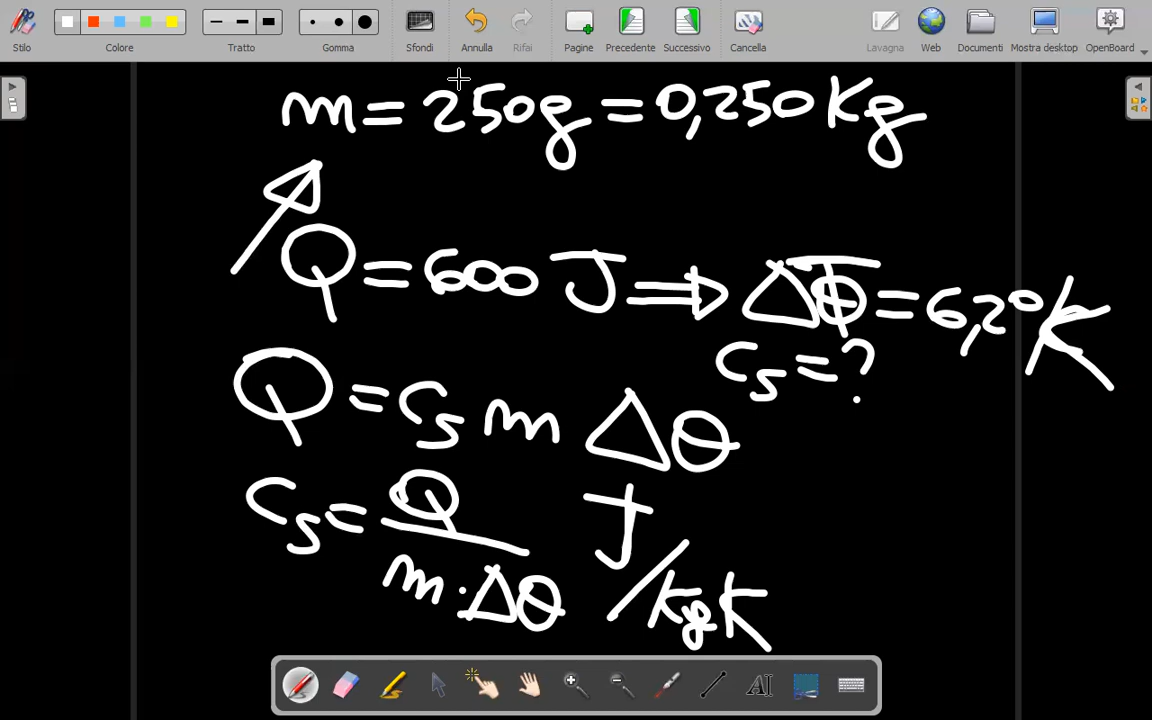 Stilo Colore Tratto Gomma Sfondi Annulla Rifai Pagine Precedente Successivo Cancella Lavagna Web Documenti Mostra desktop OpenBoard
m = 250g = 0,250 Kg
Q = 600 J ⇒ Δθ = 6,2°K
cs = ?
Q = cs m Δθ
cs = Q / m·Δθ J/kgK